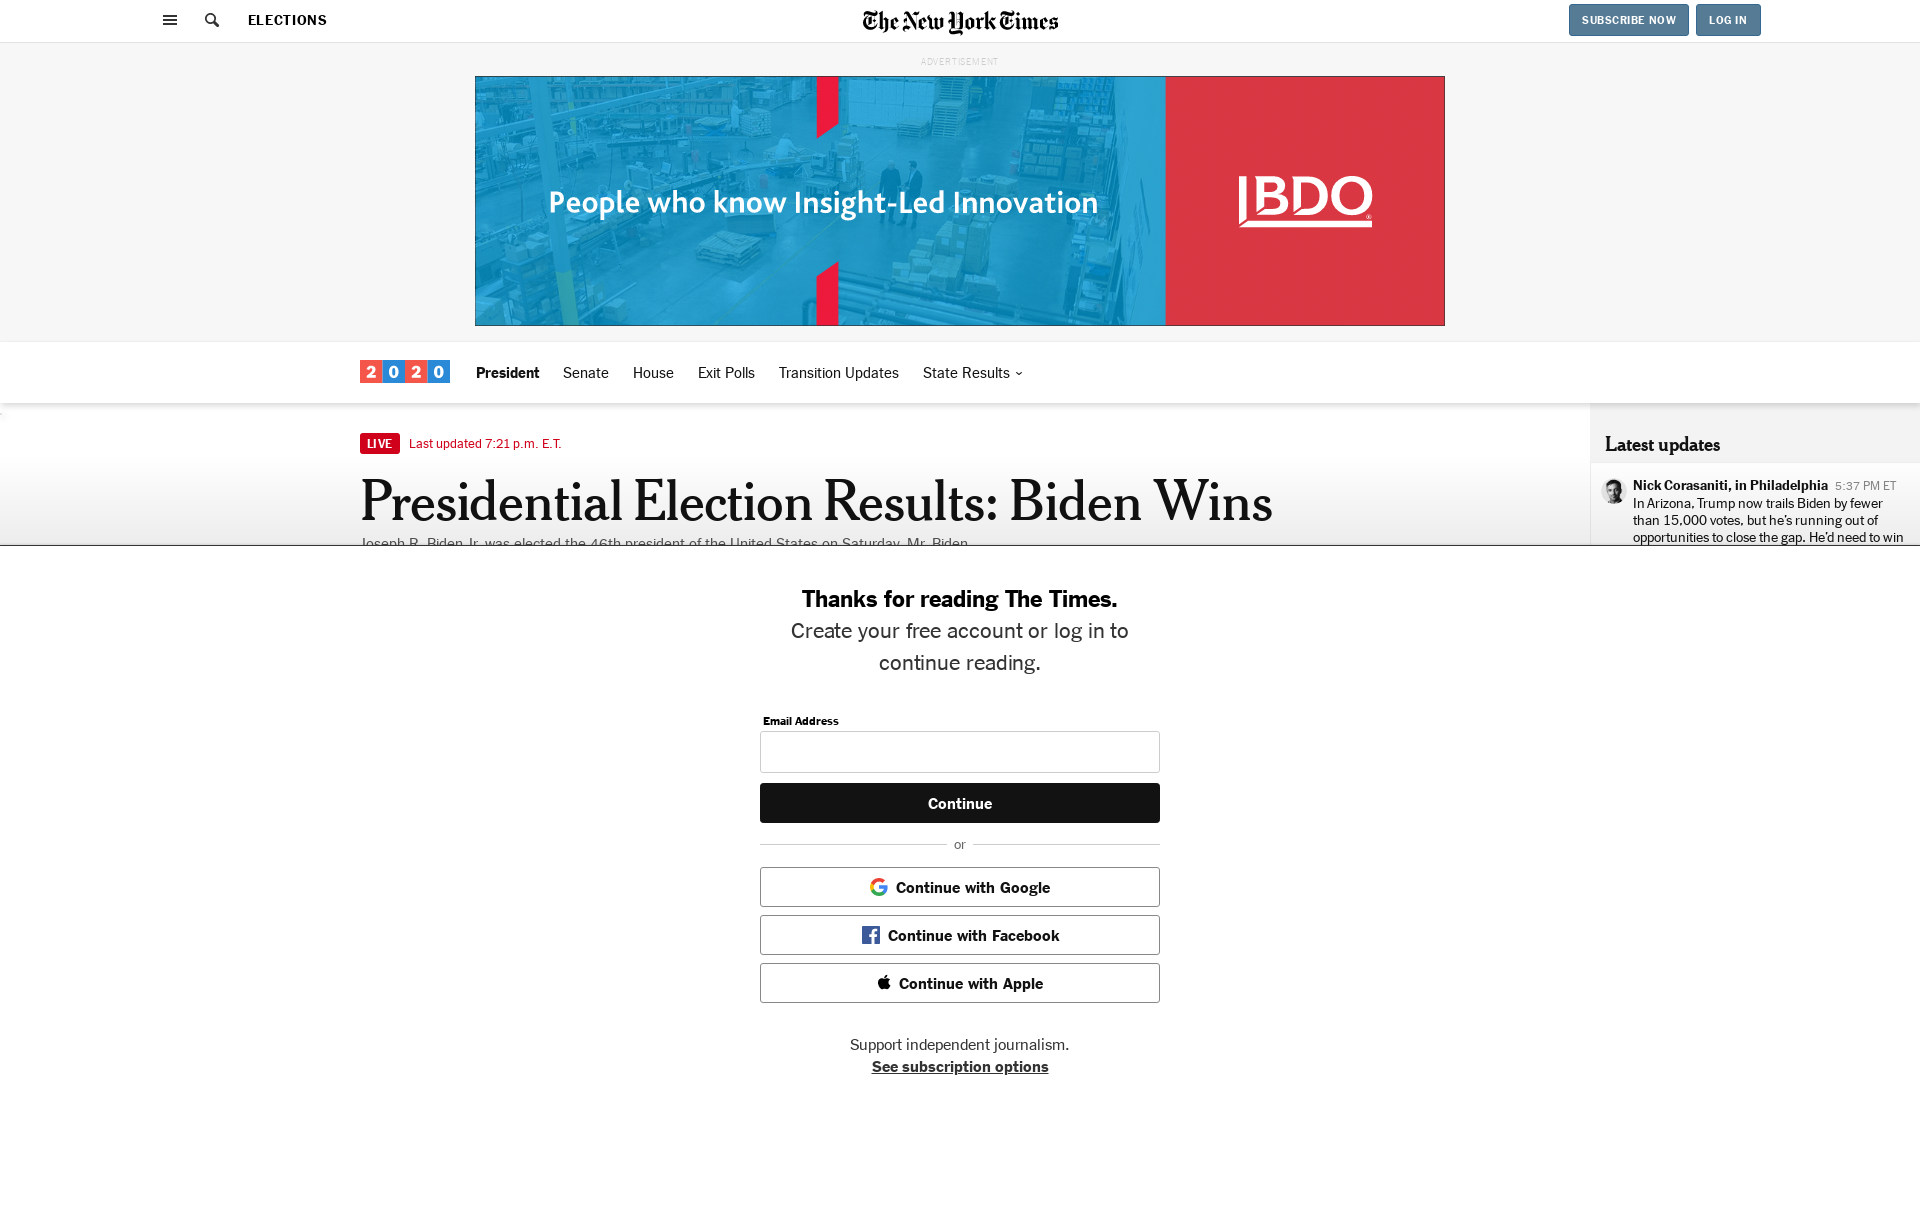 ELECTIONS
The New York Times
SUBSCRIBE NOW
LOG IN
ADVERTISEMENT
People who know Insight-Led Innovation
BDO
2020
President
Senate
House
Exit Polls
Transition Updates
State Results
LIVE
Last updated 7:21 p.m. E.T.
Presidential Election Results: Biden Wins
Joseph R. Biden Jr. was elected the 46th president of the United States on Saturday. Mr. Biden
Latest updates
Nick Corasaniti, in Philadelphia 5:37 PM ET
In Arizona, Trump now trails Biden by fewer
than 15,000 votes, but he's running out of
opportunities to close the gap. He'd need to win
Thanks for reading The Times.
Create your free account or log in to
continue reading.
Email Address
Continue
or
Continue with Google
Continue with Facebook
Continue with Apple
Support independent journalism.
See subscription options